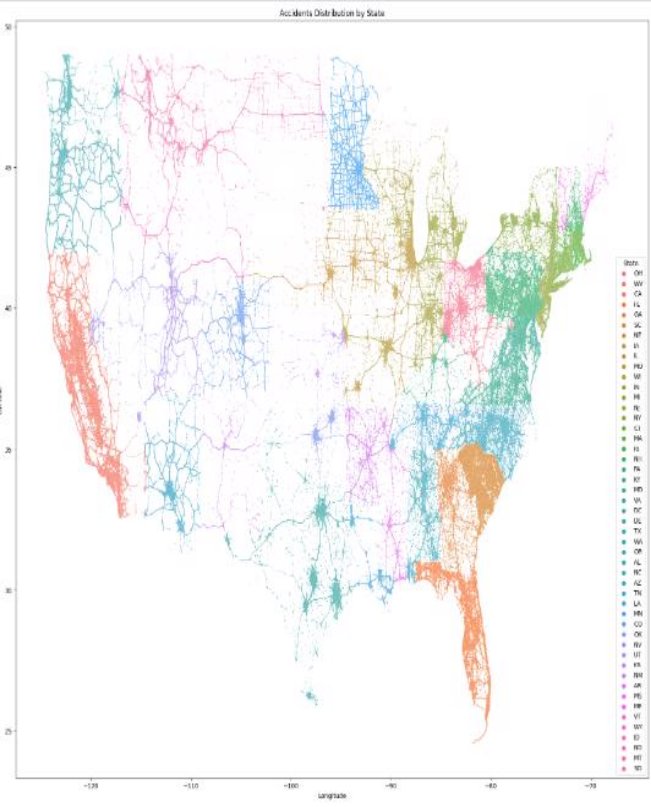 Accidents Distribution by State
50
45
40
35
30
25
−120
−110
−100
−90
−80
−70
Longitude
State
OH
WV
CA
FL
GA
SC
NE
IA
IL
MO
WI
IN
MI
NJ
NY
CT
MA
RI
NH
PA
KY
MD
VA
DC
DE
TX
WA
OR
AL
NC
AZ
TN
LA
MN
CO
OK
NV
UT
KS
NM
AR
MS
ME
VT
WY
ID
ND
MT
SD